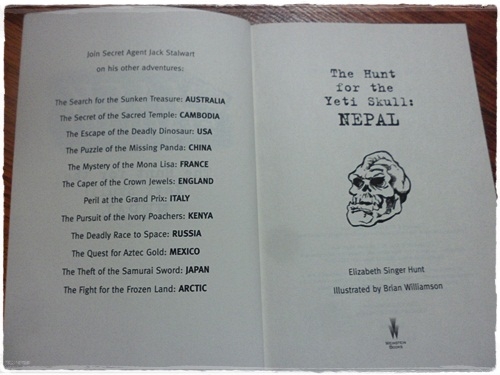 Join Secret Agent Jack Stalwart
on his other adventures:
The Search for the Sunken Treasure: AUSTRALIA
The Secret of the Sacred Temple: CAMBODIA
The Escape of the Deadly Dinosaur: USA
The Puzzle of the Missing Panda: CHINA
The Mystery of the Mona Lisa: FRANCE
The Caper of the Crown Jewels: ENGLAND
Peril at the Grand Prix: ITALY
The Pursuit of the Ivory Poachers: KENYA
The Deadly Race to Space: RUSSIA
The Quest for Aztec Gold: MEXICO
The Theft of the Samurai Sword: JAPAN
The Fight for the Frozen Land: ARCTIC
The Hunt
for the
Yeti Skull:
NEPAL
Elizabeth Singer Hunt
Illustrated by Brian Williamson
Books